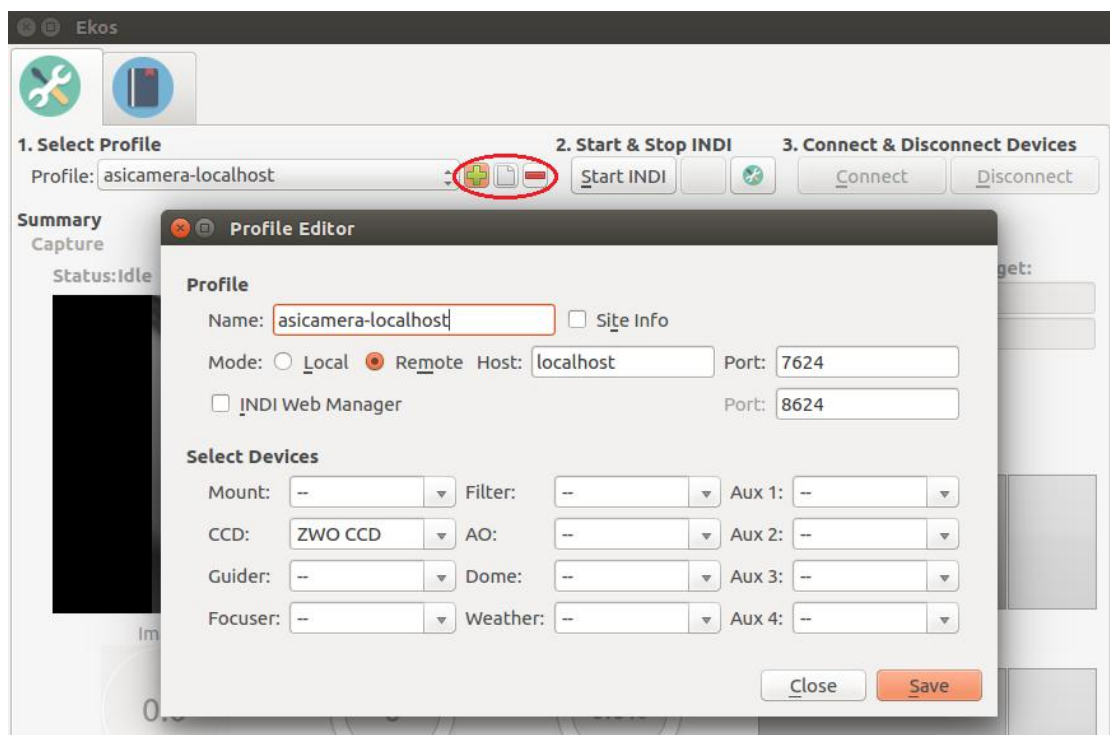 Ekos
1. Select Profile 2. Start & Stop INDI 3. Connect & Disconnect Devices
Profile: asicamera-localhost Start INDI Connect Disconnect
Summary
Capture
Status:Idle get:
Profile Editor
Profile
Name: asicamera-localhost Site Info
Mode: Local Remote Host: localhost Port: 7624
INDI Web Manager Port: 8624
Select Devices
Mount: -- Filter: -- Aux 1: --
CCD: ZWO CCD AO: -- Aux 2: --
Guider: -- Dome: -- Aux 3: --
Focuser: -- Weather: -- Aux 4: --
Im
Close Save